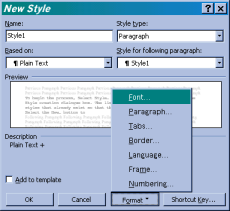 New Style
Name:
Style type:
Style1
Paragraph
Based on:
Style for following paragraph:
¶ Plain Text
¶ Style1
Preview
Font...
Paragraph...
Tabs...
Border...
Language...
Frame...
Numbering...
Description
Plain Text +
Add to template
OK
Cancel
Format
Shortcut Key...